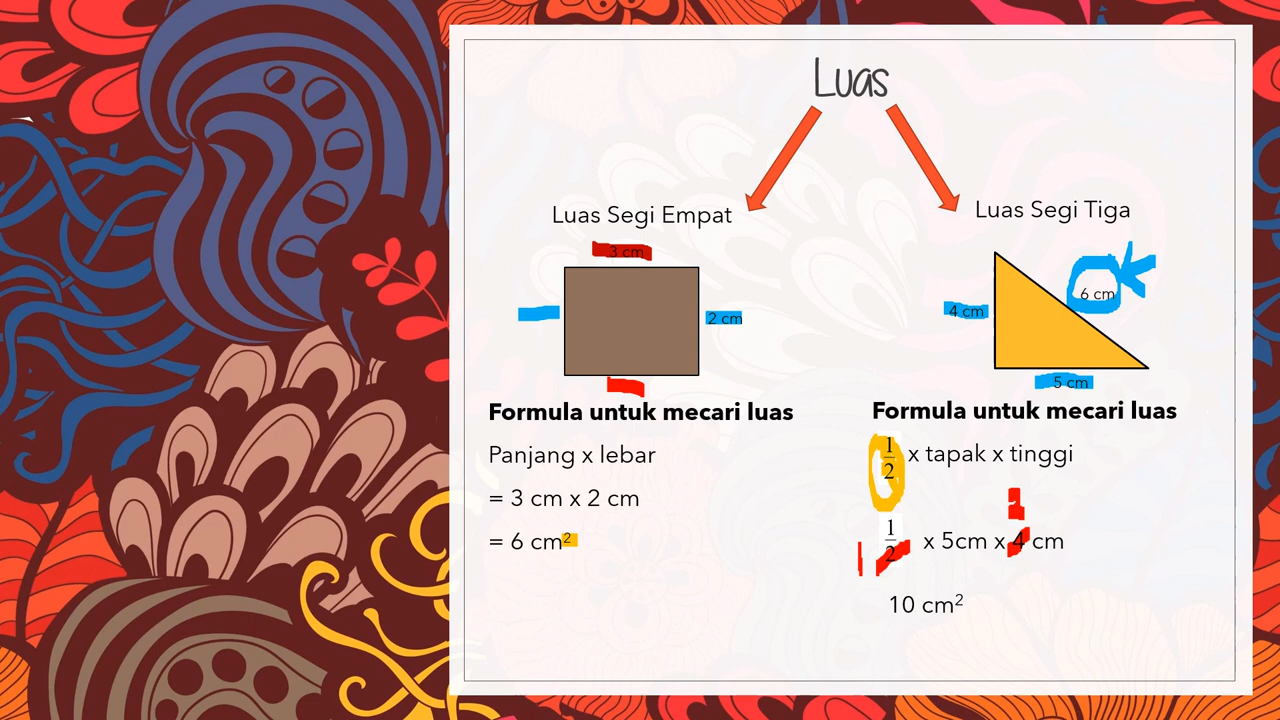 Luas
Luas Segi Empat
3 cm
2 cm
Formula untuk mecari luas
Panjang x lebar
= 3 cm x 2 cm
= 6 cm²
Luas Segi Tiga
4 cm
6 cm
5 cm
Formula untuk mecari luas
1/2 x tapak x tinggi
1/2 x 5cm x 4 cm
10 cm²